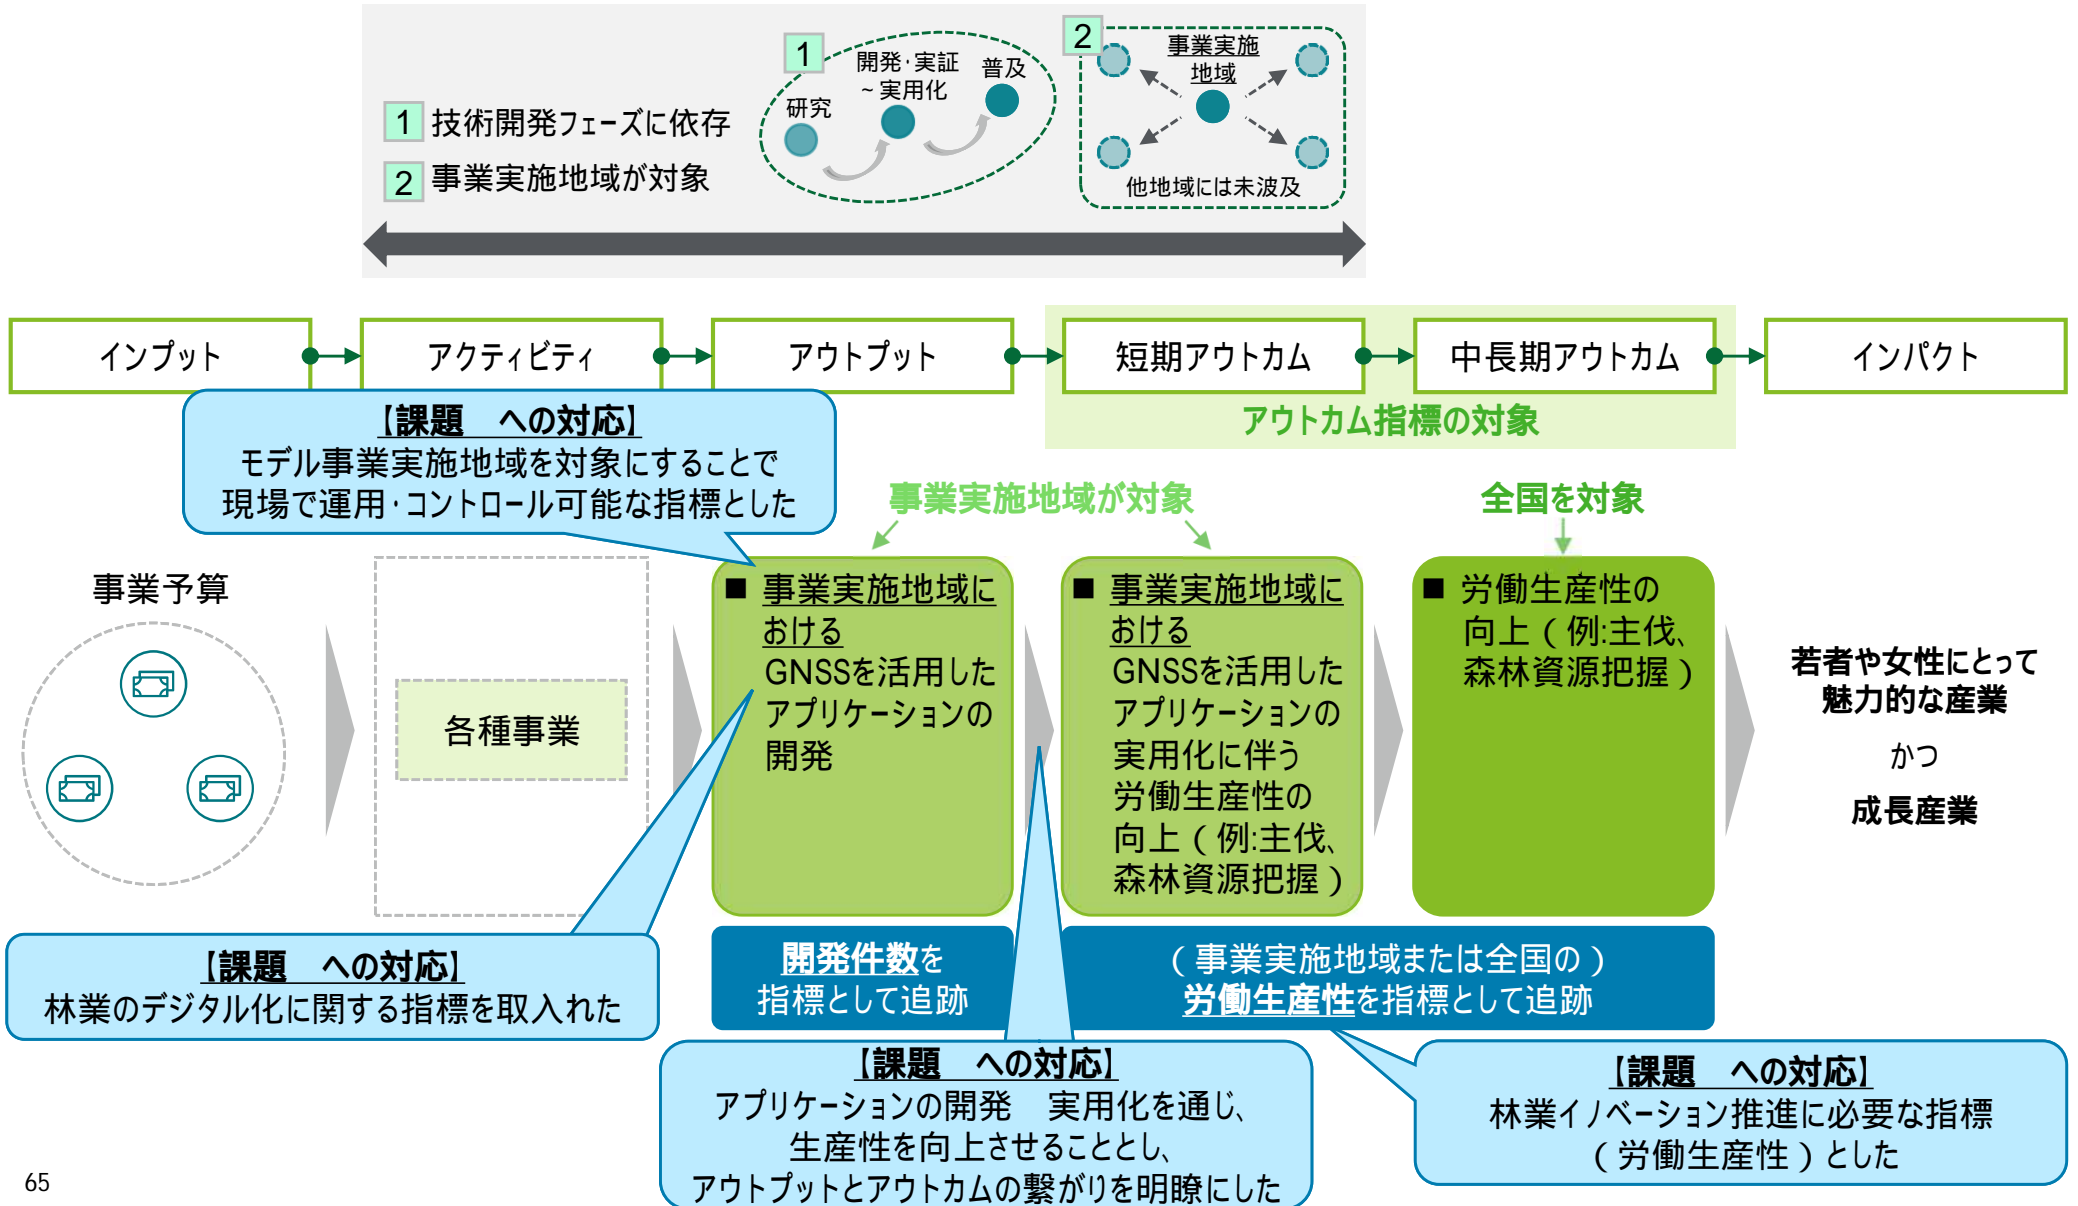 1 技術開発フェーズに依存
2 事業実施地域が対象
1
研究
開発・実証
～実用化
普及
2
事業実施
地域
他地域には未波及
インプット
アクティビティ
アウトプット
短期アウトカム
中長期アウトカム
インパクト
アウトカム指標の対象
【課題　への対応】
モデル事業実施地域を対象にすることで
現場で運用・コントロール可能な指標とした
事業実施地域が対象
全国を対象
事業予算
各種事業
■ 事業実施地域に
おける
GNSSを活用した
アプリケーションの
開発
■ 事業実施地域に
おける
GNSSを活用した
アプリケーションの
実用化に伴う
労働生産性の
向上（例:主伐、
森林資源把握）
■ 労働生産性の
向上（例:主伐、
森林資源把握）
若者や女性にとって
魅力的な産業
かつ
成長産業
【課題　への対応】
林業のデジタル化に関する指標を取入れた
開発件数を
指標として追跡
（事業実施地域または全国の）
労働生産性を指標として追跡
【課題　への対応】
アプリケーションの開発　実用化を通じ、
生産性を向上させることとし、
アウトプットとアウトカムの繋がりを明瞭にした
【課題　への対応】
林業イノベーション推進に必要な指標
（労働生産性）とした
65